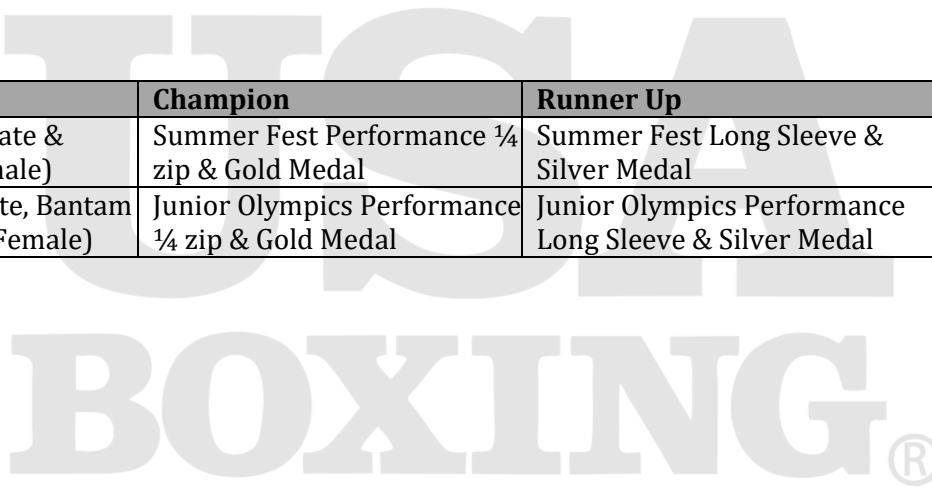 USA
Champion Runner Up
ate & Summer Fest Performance ¼ Summer Fest Long Sleeve &
nale) zip & Gold Medal Silver Medal
te, Bantam Junior Olympics Performance Junior Olympics Performance
Female) ¼ zip & Gold Medal Long Sleeve & Silver Medal
BOXING®